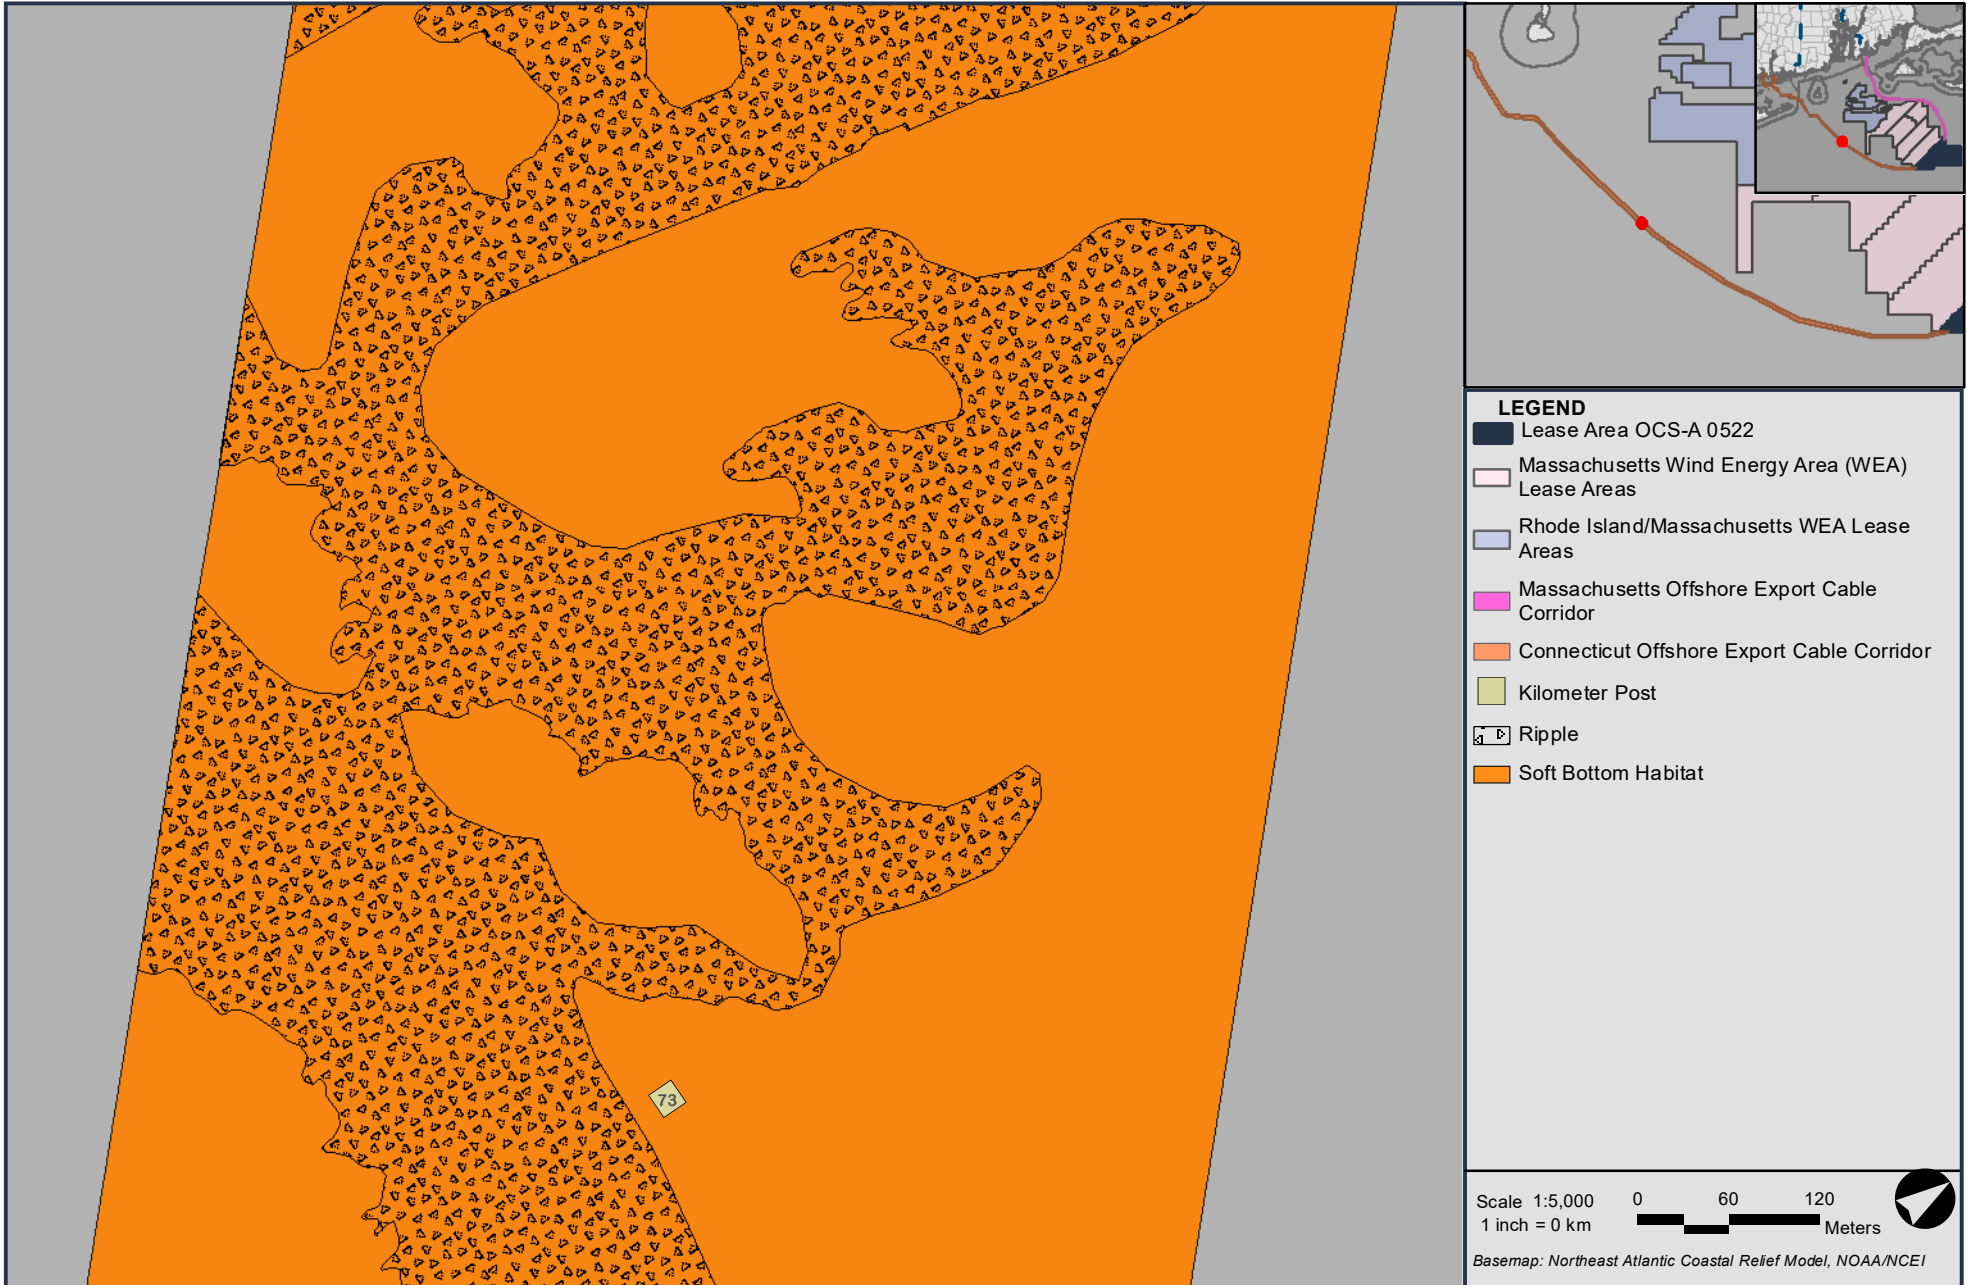 LEGEND
Lease Area OCS-A 0522
Massachusetts Wind Energy Area (WEA)
Lease Areas
Rhode Island/Massachusetts WEA Lease
Areas
Massachusetts Offshore Export Cable
Corridor
Connecticut Offshore Export Cable Corridor
Kilometer Post
Ripple
Soft Bottom Habitat
73
Scale 1:5,000
1 inch = 0 km
0 60 120
Meters
Basemap: Northeast Atlantic Coastal Relief Model, NOAA/NCEI